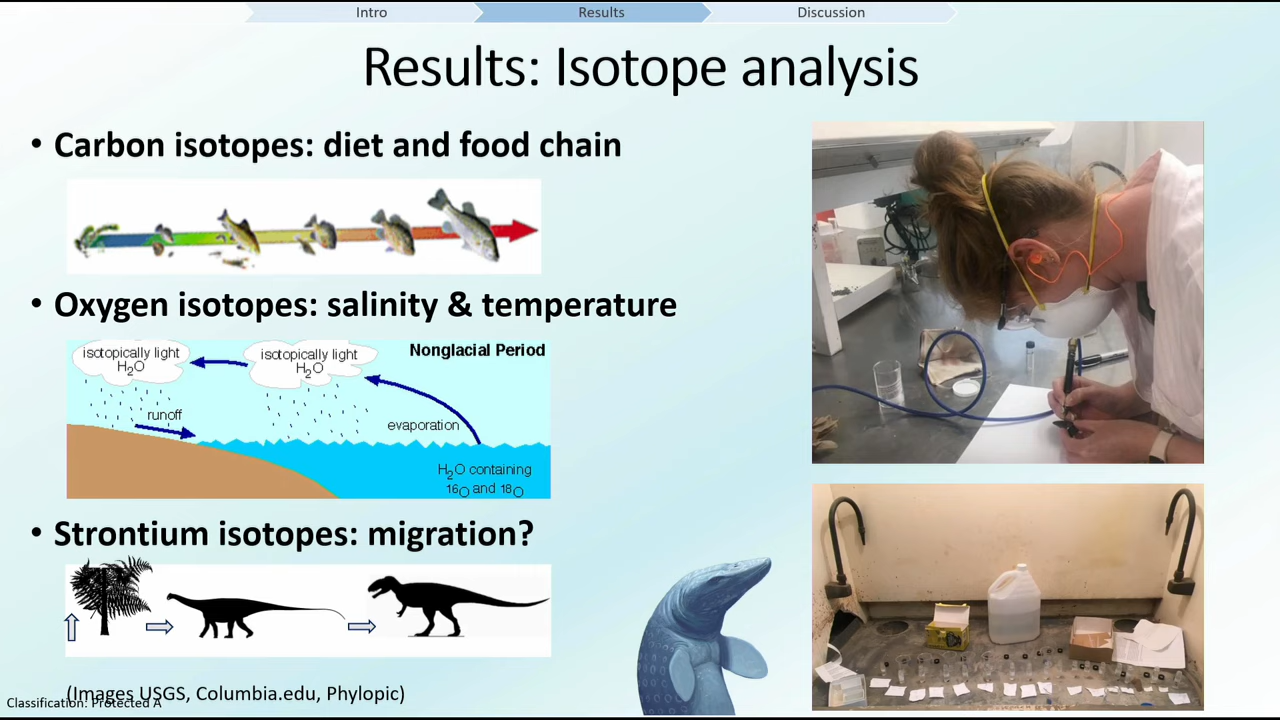 Intro
Results
Discussion
Results: Isotope analysis
• Carbon isotopes: diet and food chain
• Oxygen isotopes: salinity & temperature
isotopically light
H2O
isotopically light
H2O
Nonglacial Period
runoff
evaporation
H2O containing
16O and 18O
• Strontium isotopes: migration?
(Images USGS, Columbia.edu, Phylopic)
Classification: Protected A